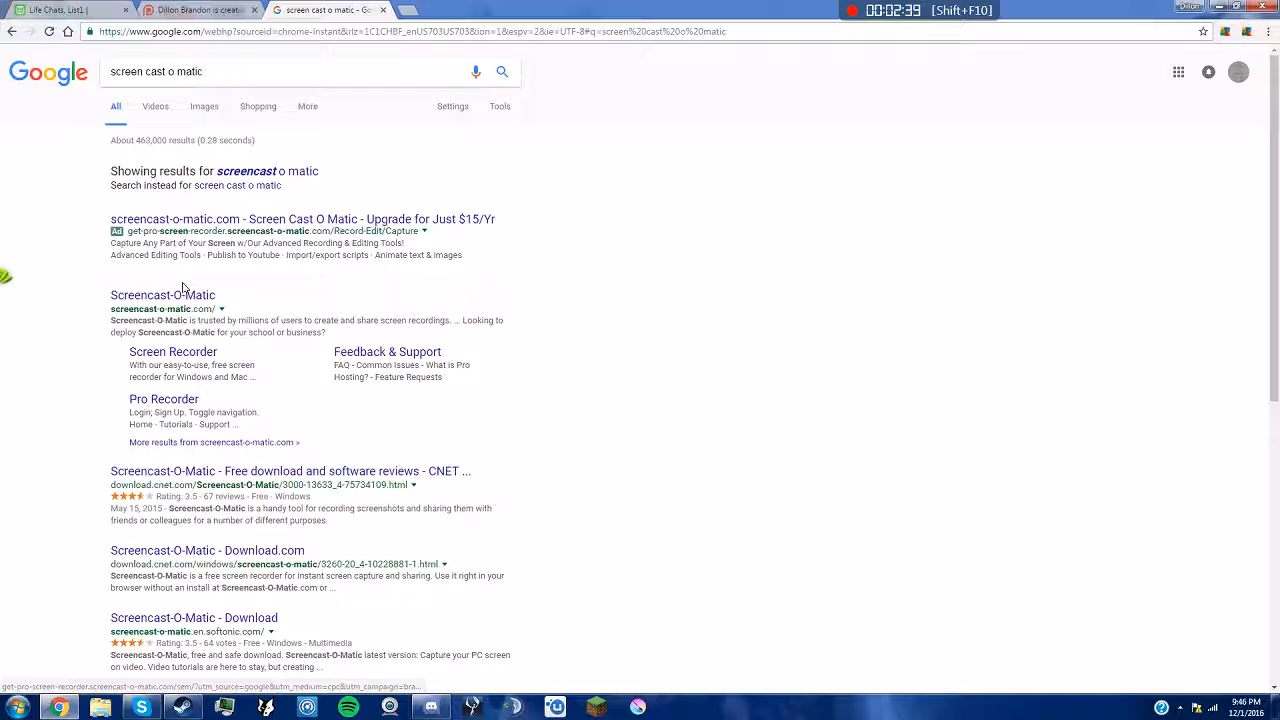 Life Chats, List1 |
Dillon Brandon is creat
screen cast o matic - Go
00:02:39 [Shift+F10]
Dillon
https://www.google.com/webhp?sourceid=chrome-instant&rlz=1C1CHBF_enUS703US703&ion=1&espv=2&ie=UTF-8#q=screen%20cast%20o%20matic
Google
screen cast o matic
All Videos Images Shopping More Settings Tools
About 463,000 results (0.28 seconds)
Showing results for screencast o matic
Search instead for screen cast o matic
screencast-o-matic.com - Screen Cast O Matic - Upgrade for Just $15/Yr
Ad get-pro-screen-recorder.screencast-o-matic.com/Record-Edit/Capture
Capture Any Part of Your Screen w/Our Advanced Recording & Editing Tools!
Advanced Editing Tools · Publish to Youtube · Import/export scripts · Animate text & images
Screencast-O-Matic
screencast-o-matic.com/
Screencast-O-Matic is trusted by millions of users to create and share screen recordings. ... Looking to
deploy Screencast-O-Matic for your school or business?
Screen Recorder
With our easy-to-use, free screen
recorder for Windows and Mac ...
Feedback & Support
FAQ - Common Issues - What is Pro
Hosting? - Feature Requests
Pro Recorder
Login; Sign Up. Toggle navigation.
Home · Tutorials · Support ...
More results from screencast-o-matic.com »
Screencast-O-Matic - Free download and software reviews - CNET ...
download.cnet.com/Screencast-O-Matic/3000-13633_4-75734109.html
Rating: 3.5 - 67 reviews - Free - Windows
May 15, 2015 - Screencast-O-Matic is a handy tool for recording screenshots and sharing them with
friends or colleagues for a number of different purposes.
Screencast-O-Matic - Download.com
download.cnet.com/windows/screencast-o-matic/3260-20_4-10228881-1.html
Screencast-O-Matic is a free screen recorder for instant screen capture and sharing. Use it right in your
browser without an install at Screencast-O-Matic.com or ...
Screencast-O-Matic - Download
screencast-o-matic.en.softonic.com/
Rating: 3.5 - 64 votes - Free - Windows - Multimedia
Screencast-O-Matic, free and safe download. Screencast-O-Matic latest version: Capture your PC screen
on video. Video tutorials are here to stay, but creating ...
get-pro-screen-recorder.screencast-o-matic.com/sem/?utm_source=google&utm_medium=cpc&utm_campaign=bra...
9:46 PM
12/1/2016